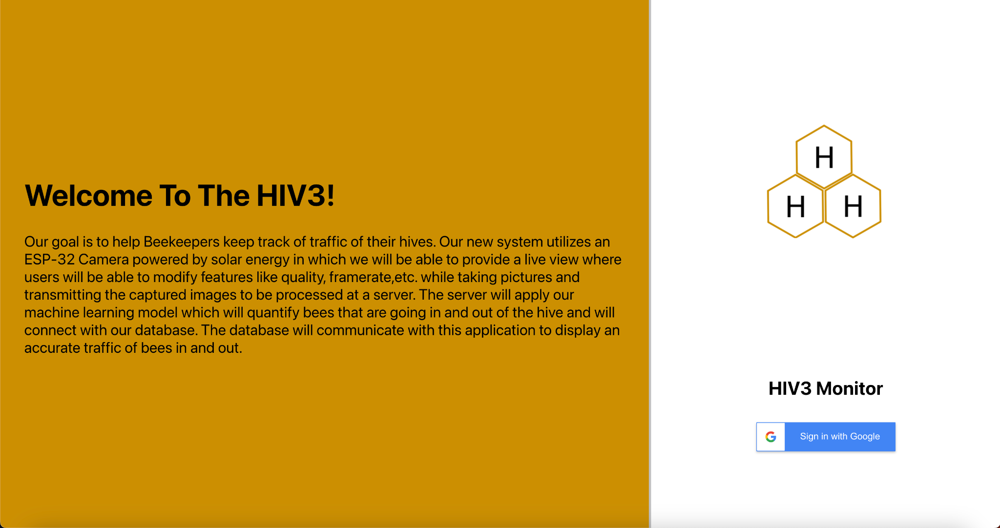 Welcome To The HIV3!
Our goal is to help Beekeepers keep track of traffic of their hives. Our new system utilizes an
ESP-32 Camera powered by solar energy in which we will be able to provide a live view where
users will be able to modify features like quality, framerate,etc. while taking pictures and
transmitting the captured images to be processed at a server. The server will apply our
machine learning model which will quantify bees that are going in and out of the hive and will
connect with our database. The database will communicate with this application to display an
accurate traffic of bees in and out.
H
H H
HIV3 Monitor
G Sign in with Google